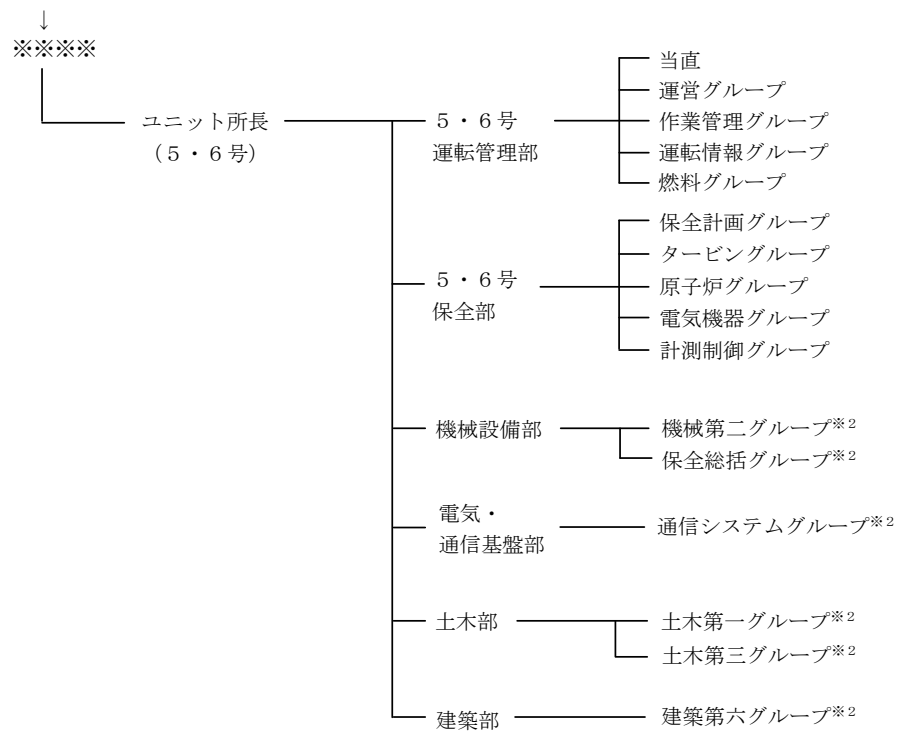 ↓
※※※※
ユニット所長
（５・６号）
５・６号
運転管理部
当直
運営グループ
作業管理グループ
運転情報グループ
燃料グループ
５・６号
保全部
保全計画グループ
タービングループ
原子炉グループ
電気機器グループ
計測制御グループ
機械設備部
機械第二グループ※２
保全総括グループ※２
電気・
通信基盤部
通信システムグループ※２
土木部
土木第一グループ※２
土木第三グループ※２
建築部
建築第六グループ※２